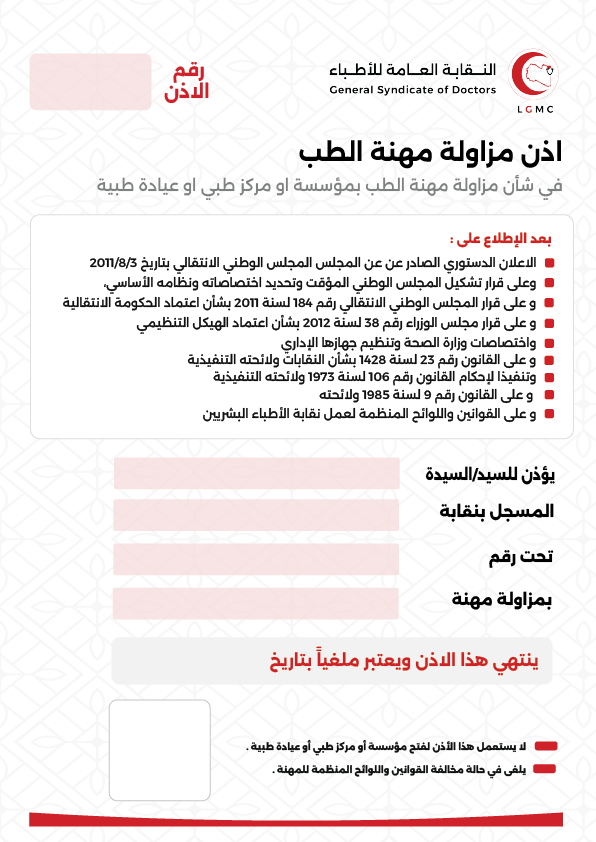 النقابة العامة للأطباء
General Syndicate of Doctors
LGMC
رقم
الاذن
اذن مزاولة مهنة الطب
في شأن مزاولة مهنة الطب بمؤسسة او مركز طبي او عيادة طبية
بعد الإطلاع على :
الاعلان الدستوري الصادر عن عن المجلس المجلس الوطني الانتقالي بتاريخ 2011/8/3
وعلى قرار تشكيل المجلس الوطني المؤقت وتحديد اختصاصاته ونظامه الأساسي،
و على قرار المجلس الوطني الانتقالي رقم 184 لسنة 2011 بشأن اعتماد الحكومة الانتقالية
و على قرار مجلس الوزراء رقم 38 لسنة 2012 بشأن اعتماد الهيكل التنظيمي
واختصاصات وزارة الصحة وتنظيم جهازها الإداري
و على القانون رقم 23 لسنة 1428 بشأن النقابات ولائحته التنفيذية
وتنفيذا لإحكام القانون رقم 106 لسنة 1973 ولائحته التنفيذية
و على القانون رقم 9 لسنة 1985 ولائحته
و على القوانين واللوائح المنظمة لعمل نقابة الأطباء البشريين
يؤذن للسيد/السيدة
المسجل بنقابة
تحت رقم
بمزاولة مهنة
ينتهي هذا الاذن ويعتبر ملغياً بتاريخ
لا يستعمل هذا الأذن لفتح مؤسسة أو مركز طبي أو عيادة طبية .
يلغى في حالة مخالفة القوانين واللوائح المنظمة للمهنة .